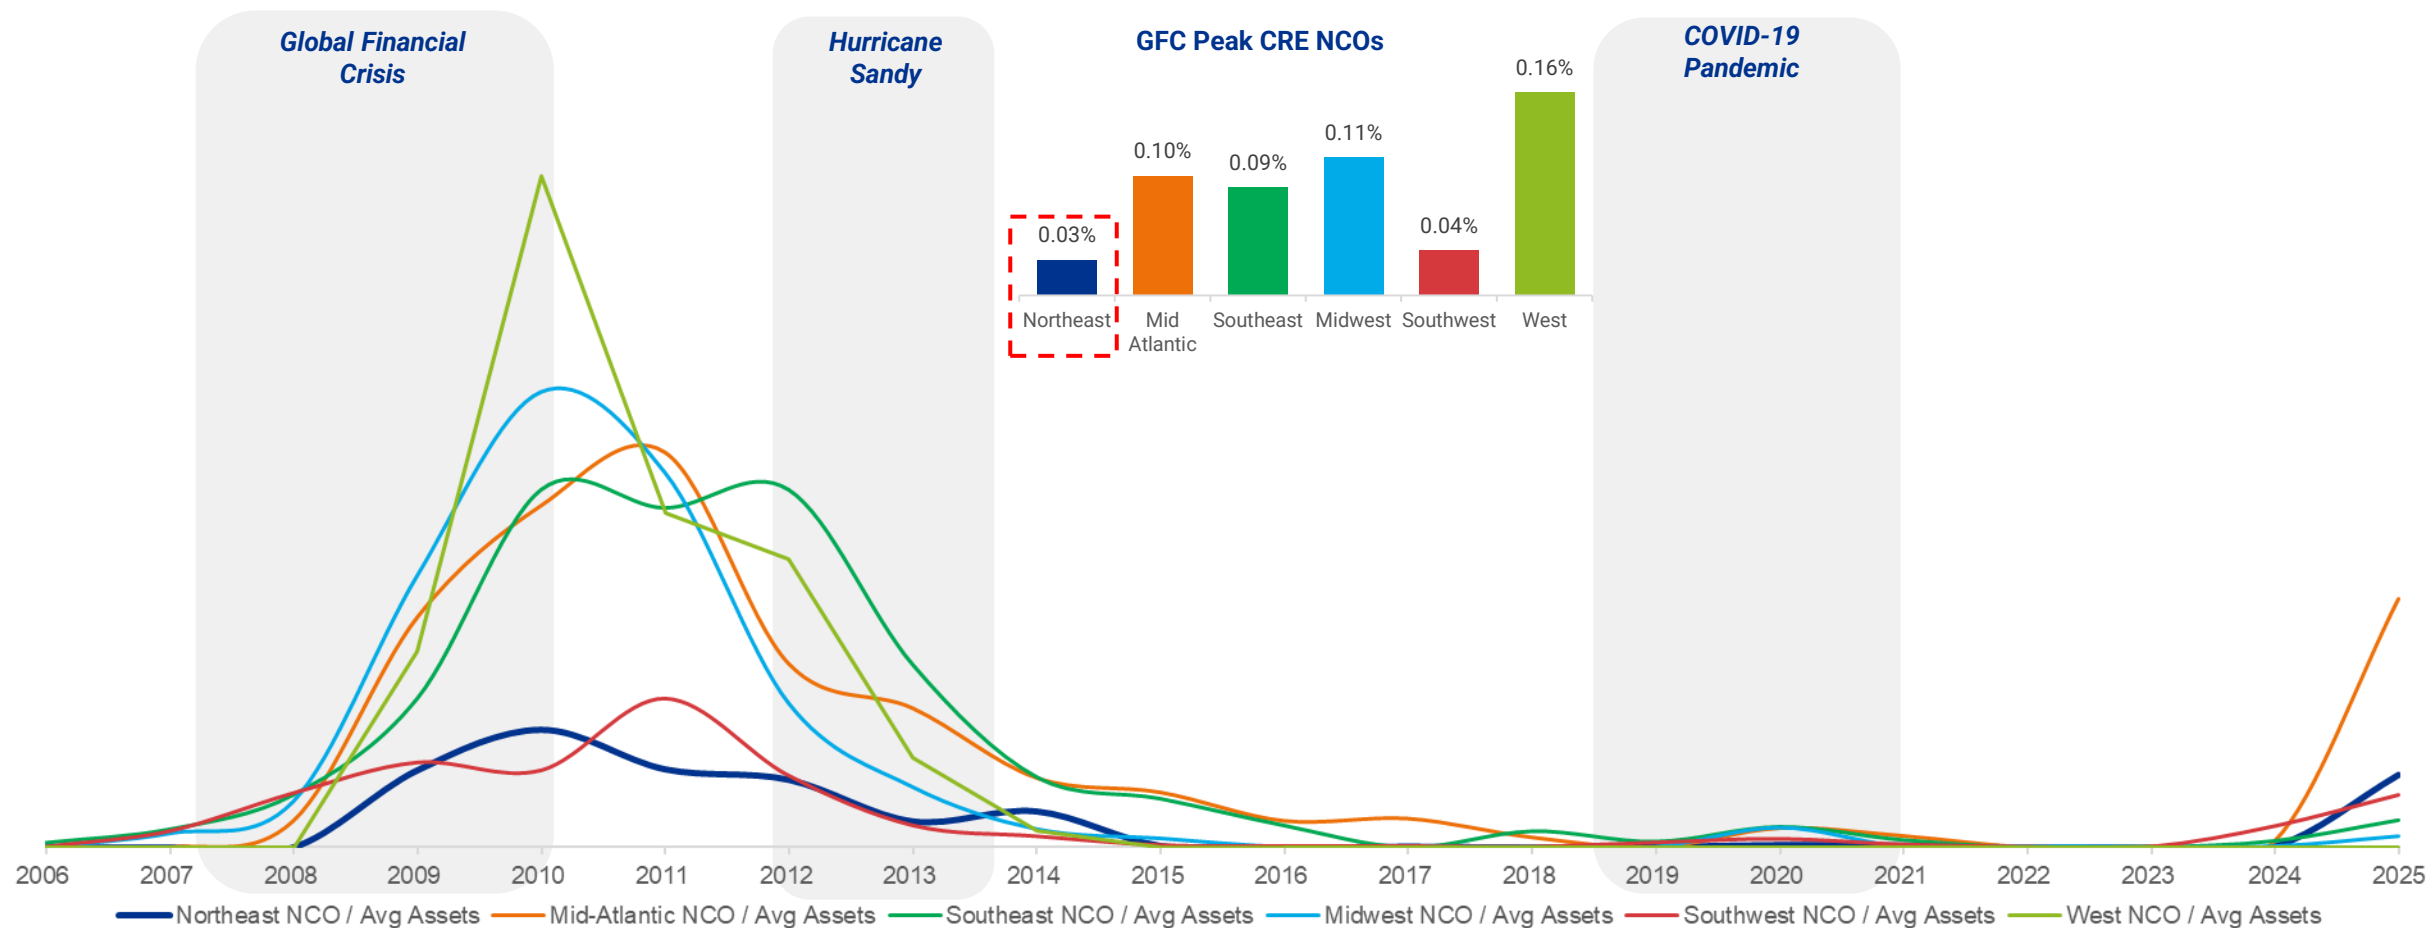 Global Financial
Crisis
Hurricane
Sandy
GFC Peak CRE NCOs
COVID-19
Pandemic
0.03%
0.10%
0.09%
0.11%
0.04%
0.16%
Northeast
Mid
Atlantic
Southeast
Midwest
Southwest
West
2006
2007
2008
2009
2010
2011
2012
2013
2014
2015
2016
2017
2018
2019
2020
2021
2022
2023
2024
2025
Northeast NCO / Avg Assets
Mid-Atlantic NCO / Avg Assets
Southeast NCO / Avg Assets
Midwest NCO / Avg Assets
Southwest NCO / Avg Assets
West NCO / Avg Assets